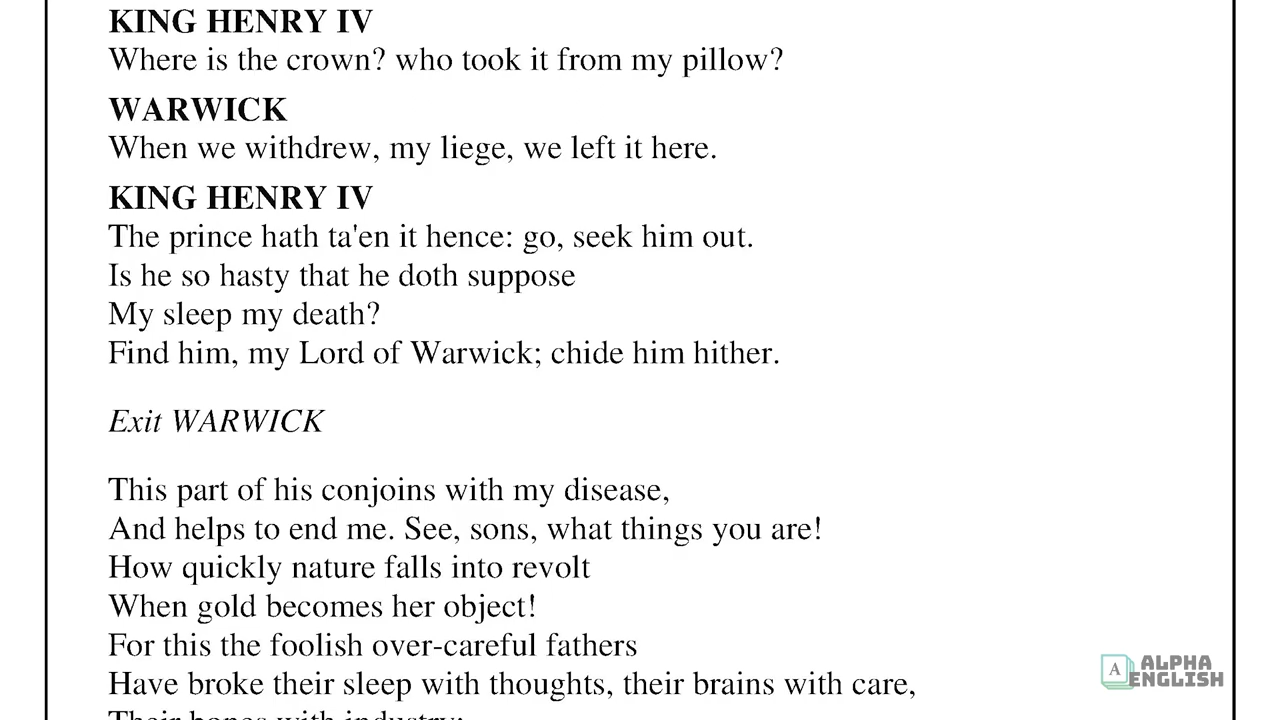 KING HENRY IV
Where is the crown? who took it from my pillow?
WARWICK
When we withdrew, my liege, we left it here.
KING HENRY IV
The prince hath ta'en it hence: go, seek him out.
Is he so hasty that he doth suppose
My sleep my death?
Find him, my Lord of Warwick; chide him hither.
Exit WARWICK
This part of his conjoins with my disease,
And helps to end me. See, sons, what things you are!
How quickly nature falls into revolt
When gold becomes her object!
For this the foolish over-careful fathers
Have broke their sleep with thoughts, their brains with care,
Their bones with industry;
A ALPHA
ENGLISH